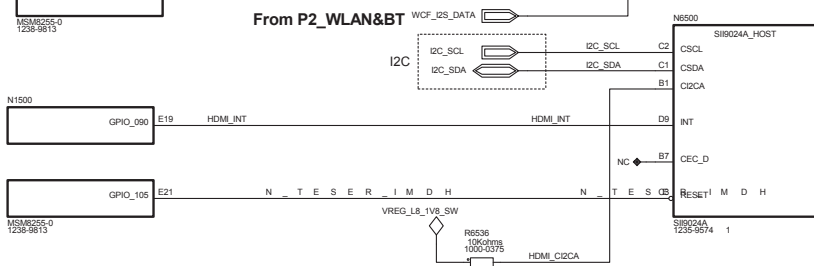 MSM8255-0
1238-9813
From P2_WLAN&BT
WCF_I2S_DATA
N6500
SII9024A_HOST
I2C
I2C_SCL
I2C_SCL
C2
CSCL
I2C_SDA
I2C_SDA
C1
CSDA
B1
CI2CA
N1500
GPIO_090
E19
HDMI_INT
HDMI_INT
D9
INT
NC
B7
CEC_D
GPIO_105
E21
N _ T E S E R _ I M D H
N _ T E S E R _ I M D H
RESET
MSM8255-0
1238-9813
VREG_L8_1V8_SW
SII9024A
1235-9574 1
R6536
10Kohms
1000-0375
HDMI_CI2CA